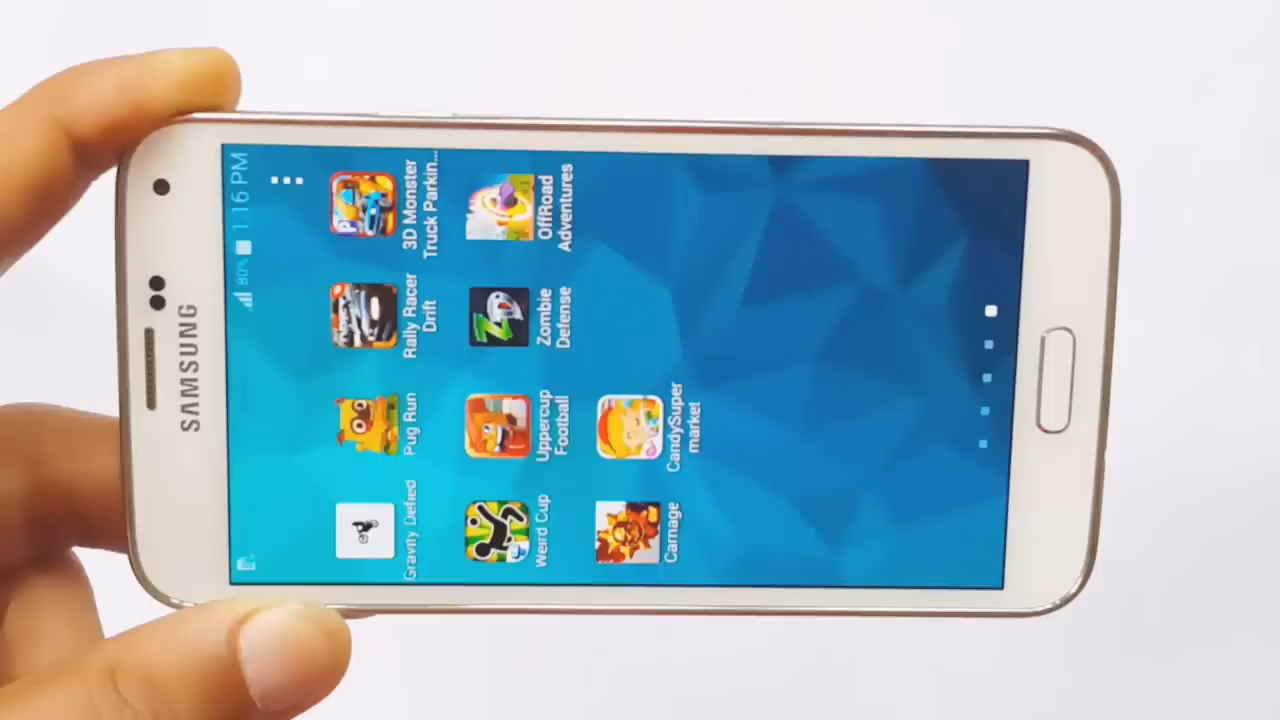 SAMSUNG
80% 1:16 PM
Gravity Defied
Pug Run
Rally Racer
Drift
3D Monster
Truck Parkin...
Weird Cup
Uppercup
Football
Zombie
Defense
OffRoad
Adventures
Carnage
CandySuper
market